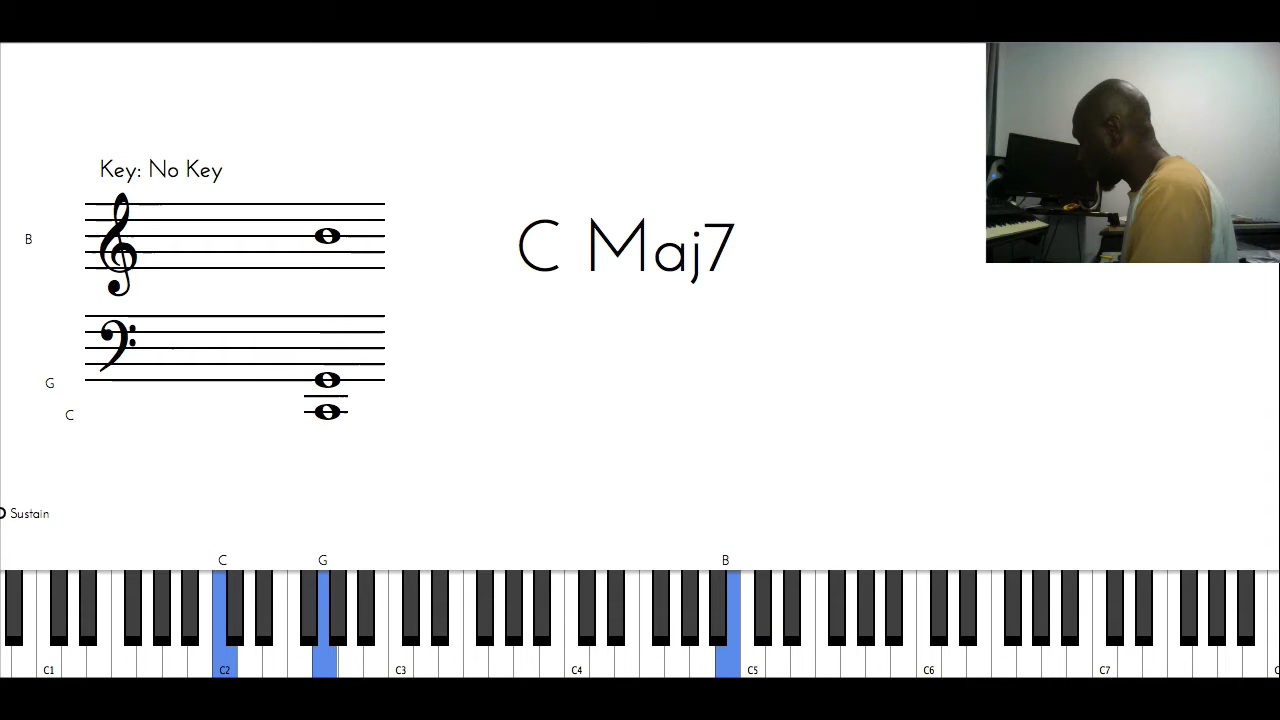 Key: No Key
B
C Maj7
G
C
Sustain
C G B
C1 C2 C3 C4 C5 C6 C7